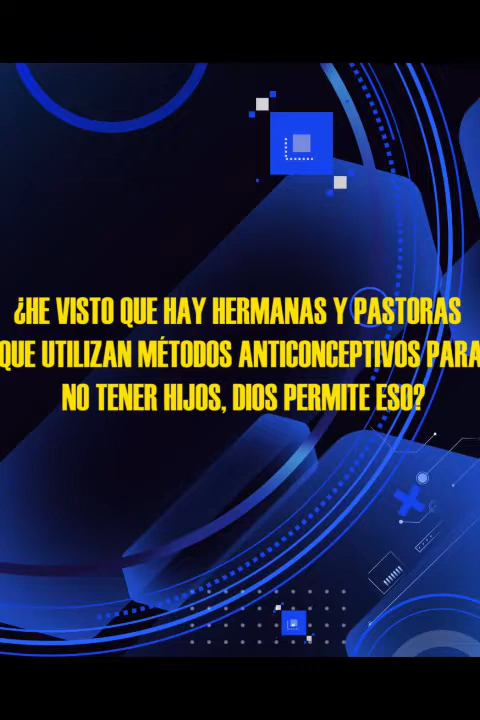 ¿HE VISTO QUE HAY HERMANAS Y PASTORAS
QUE UTILIZAN MÉTODOS ANTICONCEPTIVOS PARA
NO TENER HIJOS, DIOS PERMITE ESO?